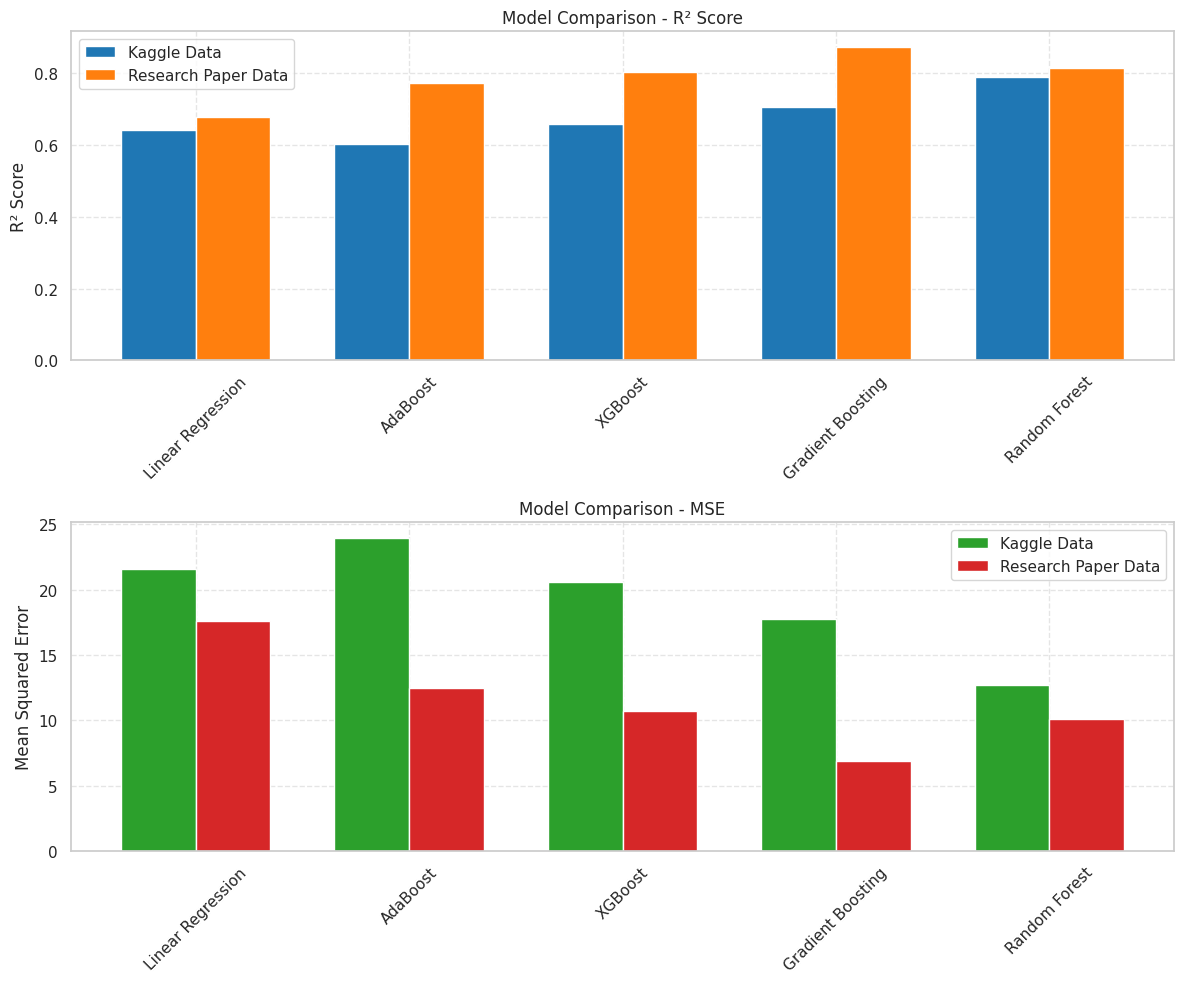 Model Comparison - R² Score
Kaggle Data
Research Paper Data
R² Score
0.8
0.6
0.4
0.2
0.0
Linear Regression
AdaBoost
XGBoost
Gradient Boosting
Random Forest
Model Comparison - MSE
Kaggle Data
Research Paper Data
Mean Squared Error
25
20
15
10
5
0
Linear Regression
AdaBoost
XGBoost
Gradient Boosting
Random Forest